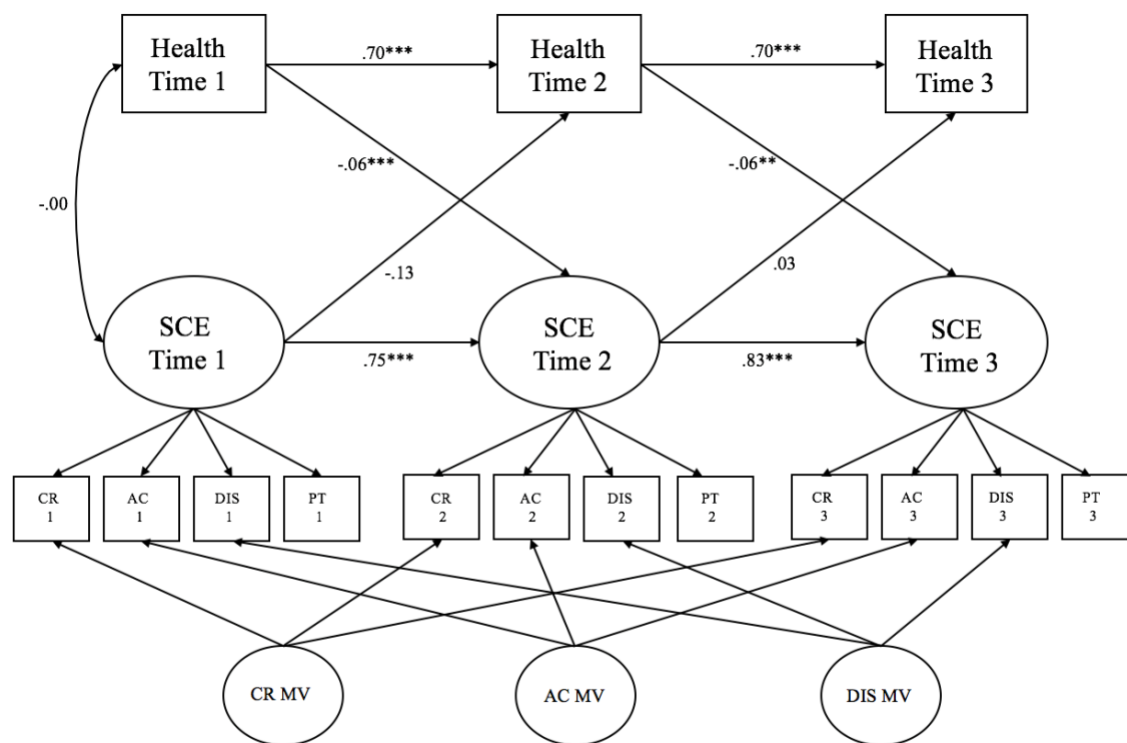 Health
Time 1
.70***
Health
Time 2
.70***
Health
Time 3
-.06***
-.06**
-.00
-.13
.03
SCE
Time 1
.75***
SCE
Time 2
.83***
SCE
Time 3
CR
1
AC
1
DIS
1
PT
1
CR
2
AC
2
DIS
2
PT
2
CR
3
AC
3
DIS
3
PT
3
CR MV
AC MV
DIS MV